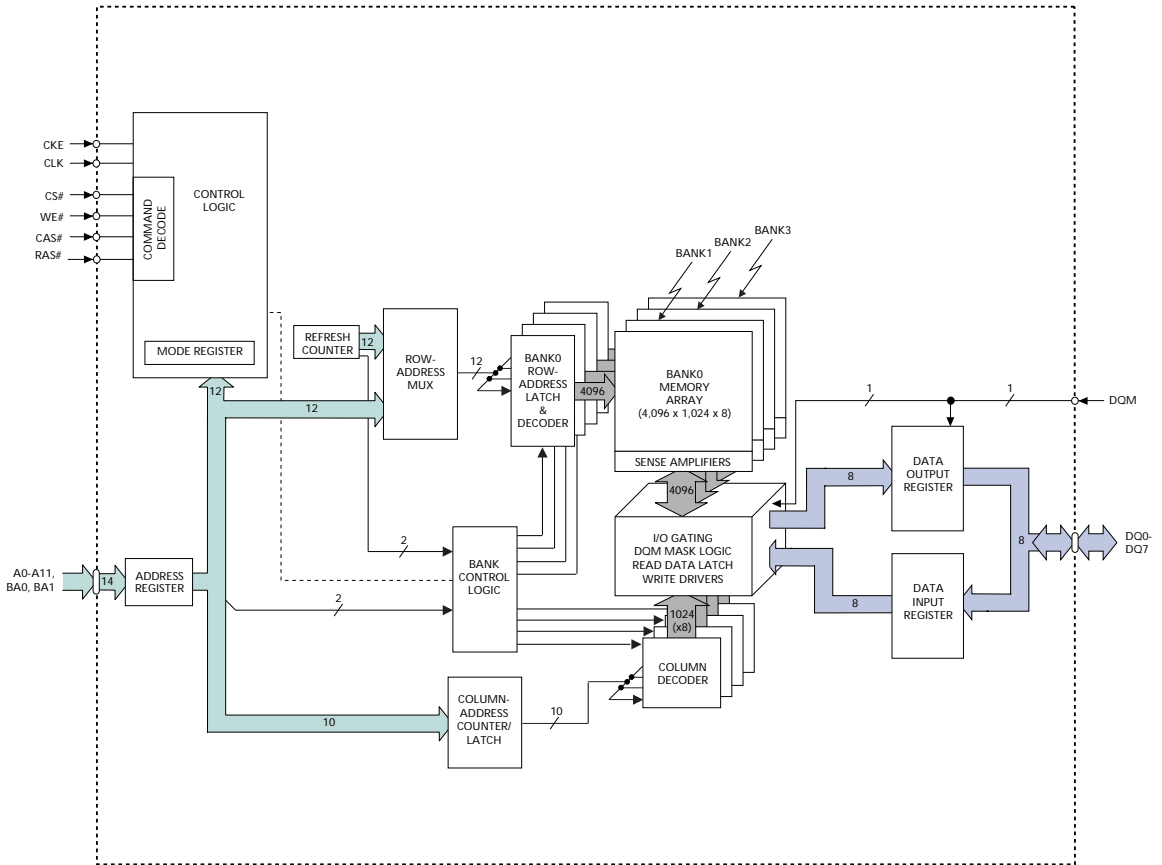 CKE
CLK
CS#
WE#
CAS#
RAS#
CONTROL
LOGIC
COMMAND
DECODE
MODE REGISTER
12
REFRESH
COUNTER
12
12
ROW-
ADDRESS
MUX
12
BANK0
ROW-
ADDRESS
LATCH
&
DECODER
4096
BANK1
BANK2
BANK3
BANK0
MEMORY
ARRAY
(4,096 x 1,024 x 8)
SENSE AMPLIFIERS
4096
I/O GATING
DQM MASK LOGIC
READ DATA LATCH
WRITE DRIVERS
1024
(x8)
COLUMN
DECODER
1
1
DQM
DATA
OUTPUT
REGISTER
8
8
DQ0-
DQ7
DATA
INPUT
REGISTER
8
A0-A11,
BA0, BA1
14
ADDRESS
REGISTER
2
2
BANK
CONTROL
LOGIC
10
COLUMN-
ADDRESS
COUNTER/
LATCH
10